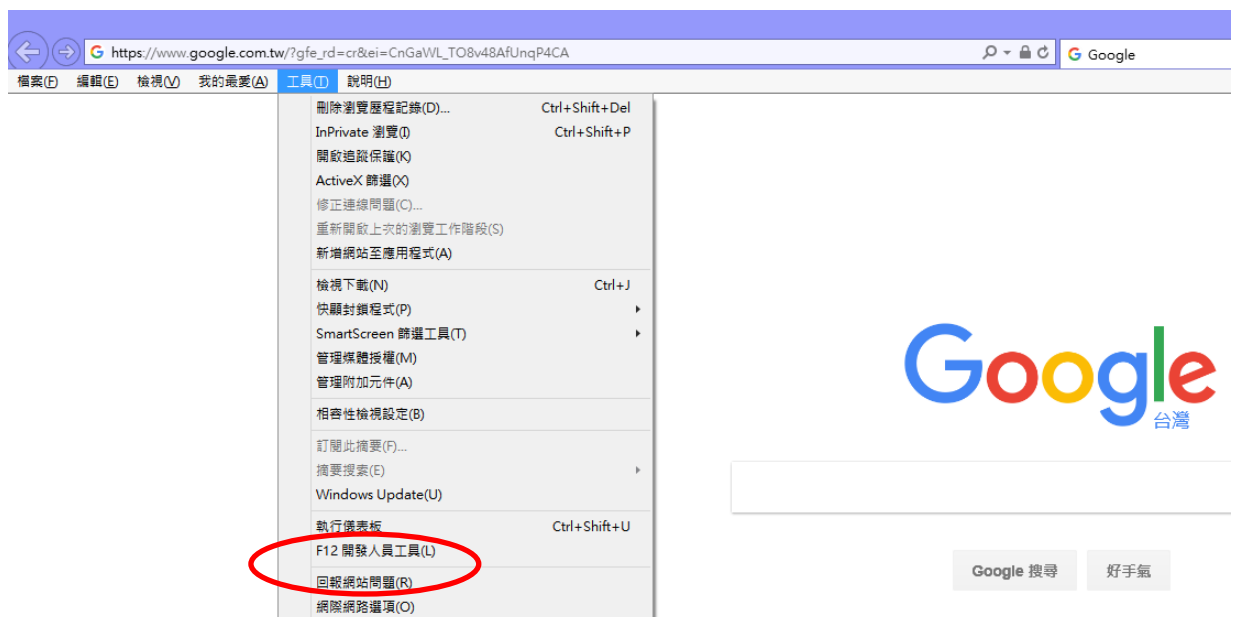 https://www.google.com.tw/?gfe_rd=cr&ei=CnGaWL_TO8v48AfUnqP4CA
G Google
檔案(F) 編輯(E) 檢視(V) 我的最愛(A) 工具(T) 說明(H)
刪除瀏覽歷程記錄(D)... Ctrl+Shift+Del
InPrivate 瀏覽(I) Ctrl+Shift+P
開啟追蹤保護(K)
ActiveX 篩選(X)
修正連線問題(C)...
重新開啟上次的瀏覽工作階段(S)
新增網站至應用程式(A)
檢視下載(N) Ctrl+J
快顯封鎖程式(P)
SmartScreen 篩選工具(T)
管理媒體授權(M)
管理附加元件(A)
相容性檢視設定(B)
訂閱此摘要(F)...
摘要搜索(E)
Windows Update(U)
執行儀表板 Ctrl+Shift+U
F12 開發人員工具(L)
回報網站問題(R)
網際網路選項(O)
Google
台灣
Google 搜尋 好手氣